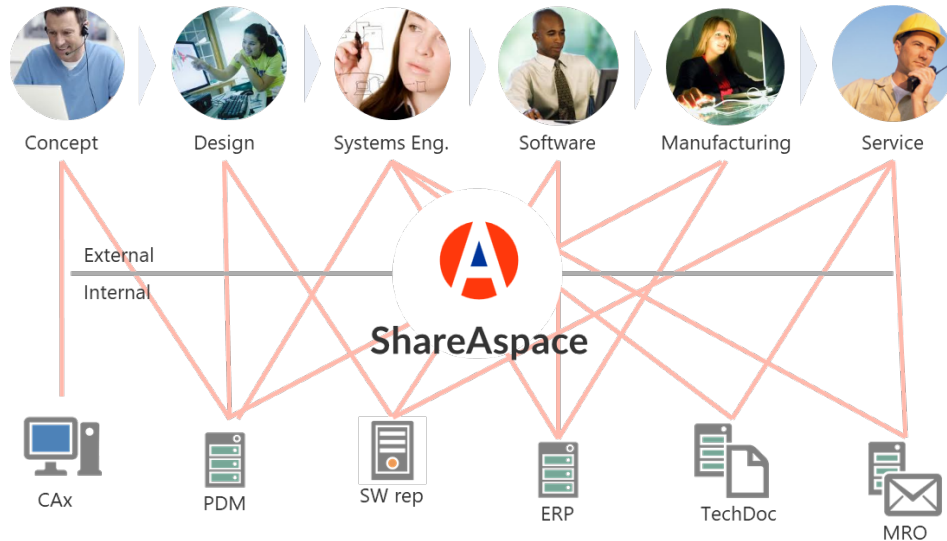 Concept
Design
Systems Eng.
Software
Manufacturing
Service
External
Internal
ShareAspace
CAx
PDM
SW rep
ERP
TechDoc
MRO